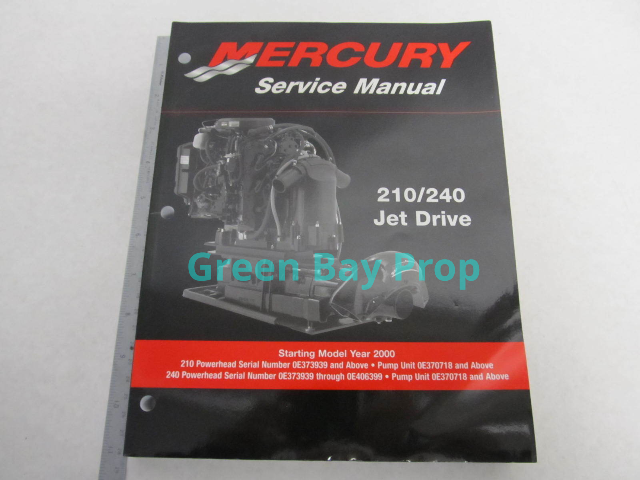 MERCURY
Service Manual
210/240
Jet Drive
Green Bay Prop
Starting Model Year 2000
210 Powerhead Serial Number 0E373939 and Above • Pump Unit 0E370718 and Above
240 Powerhead Serial Number 0E373939 through 0E406399 • Pump Unit 0E370718 and Above